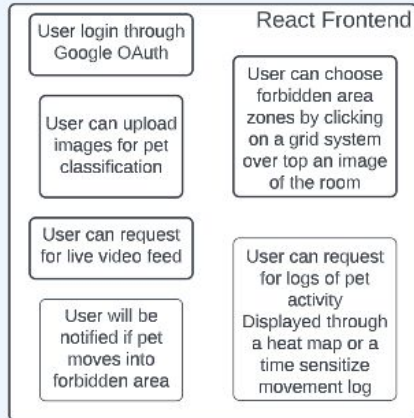 React Frontend
User login through
Google OAuth
User can upload
images for pet
classification
User can request
for live video feed
User will be
notified if pet
moves into
forbidden area
User can choose
forbidden area
zones by clicking
on a grid system
over top an image
of the room
User can request
for logs of pet
activity
Displayed through
a heat map or a
time sensitize
movement log